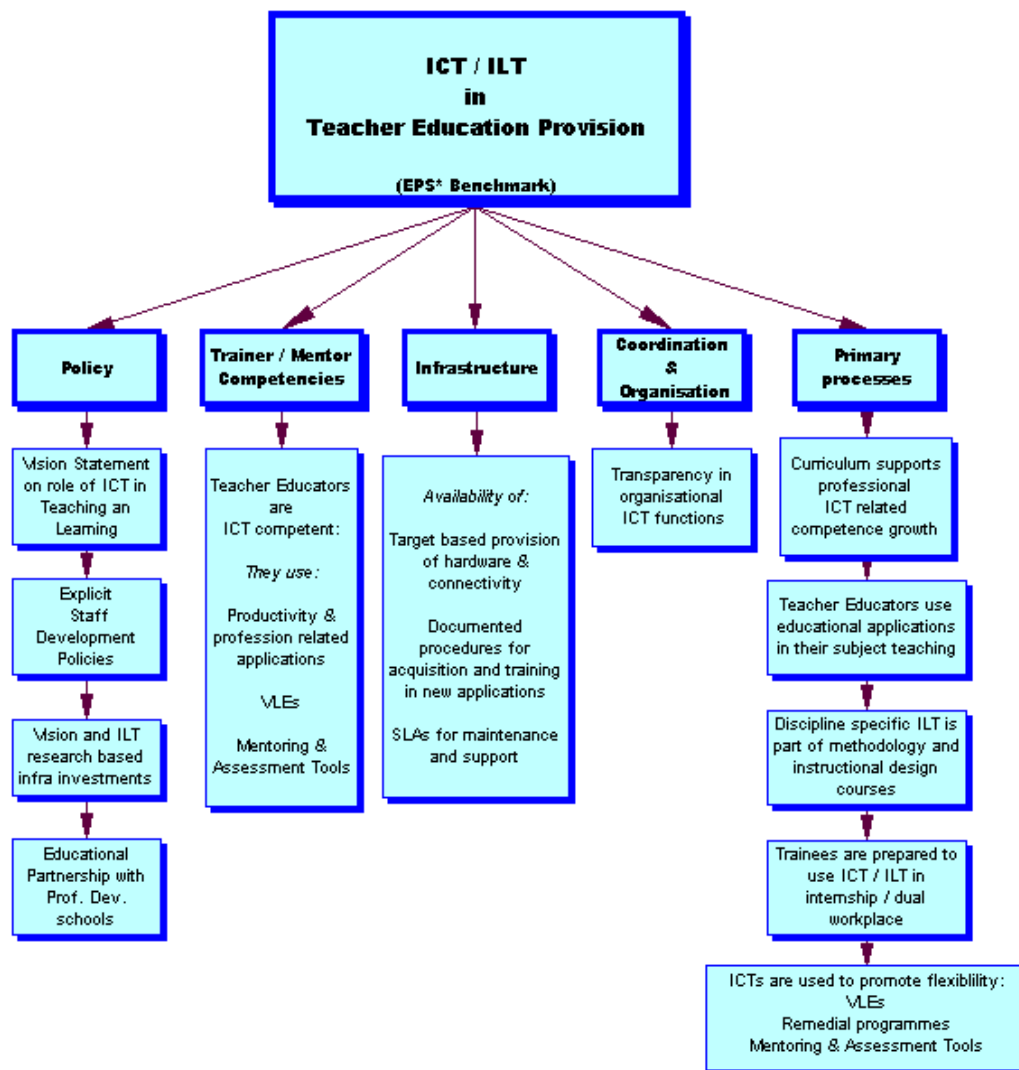 ICT / ILT
in
Teacher Education Provision
(EPS* Benchmark)
Policy
Trainer / Mentor
Competencies
Infrastructure
Coordination
&
Organisation
Primary
processes
Vision Statement
on role of ICT in
Teaching an
Learning
Explicit
Staff
Development
Policies
Vision and ILT
research based
infra investments
Educational
Partnership with
Prof. Dev.
schools
Teacher Educators
are
ICT competent:
They use:
Productivity &
profession related
applications
VLEs
Mentoring &
Assessment Tools
Availability of:
Target based provision
of hardware &
connectivity
Documented
procedures for
acquisition and training
in new applications
SLAs for maintenance
and support
Transparency in
organisational
ICT functions
Curriculum supports
professional
ICT related
competence growth
Teacher Educators use
educational applications
in their subject teaching
Discipline specific ILT is
part of methodology and
instructional design
courses
Trainees are prepared to
use ICT / ILT in
internship / dual
workplace
ICTs are used to promote flexiblility:
VLEs
Remedial programmes
Mentoring & Assessment Tools